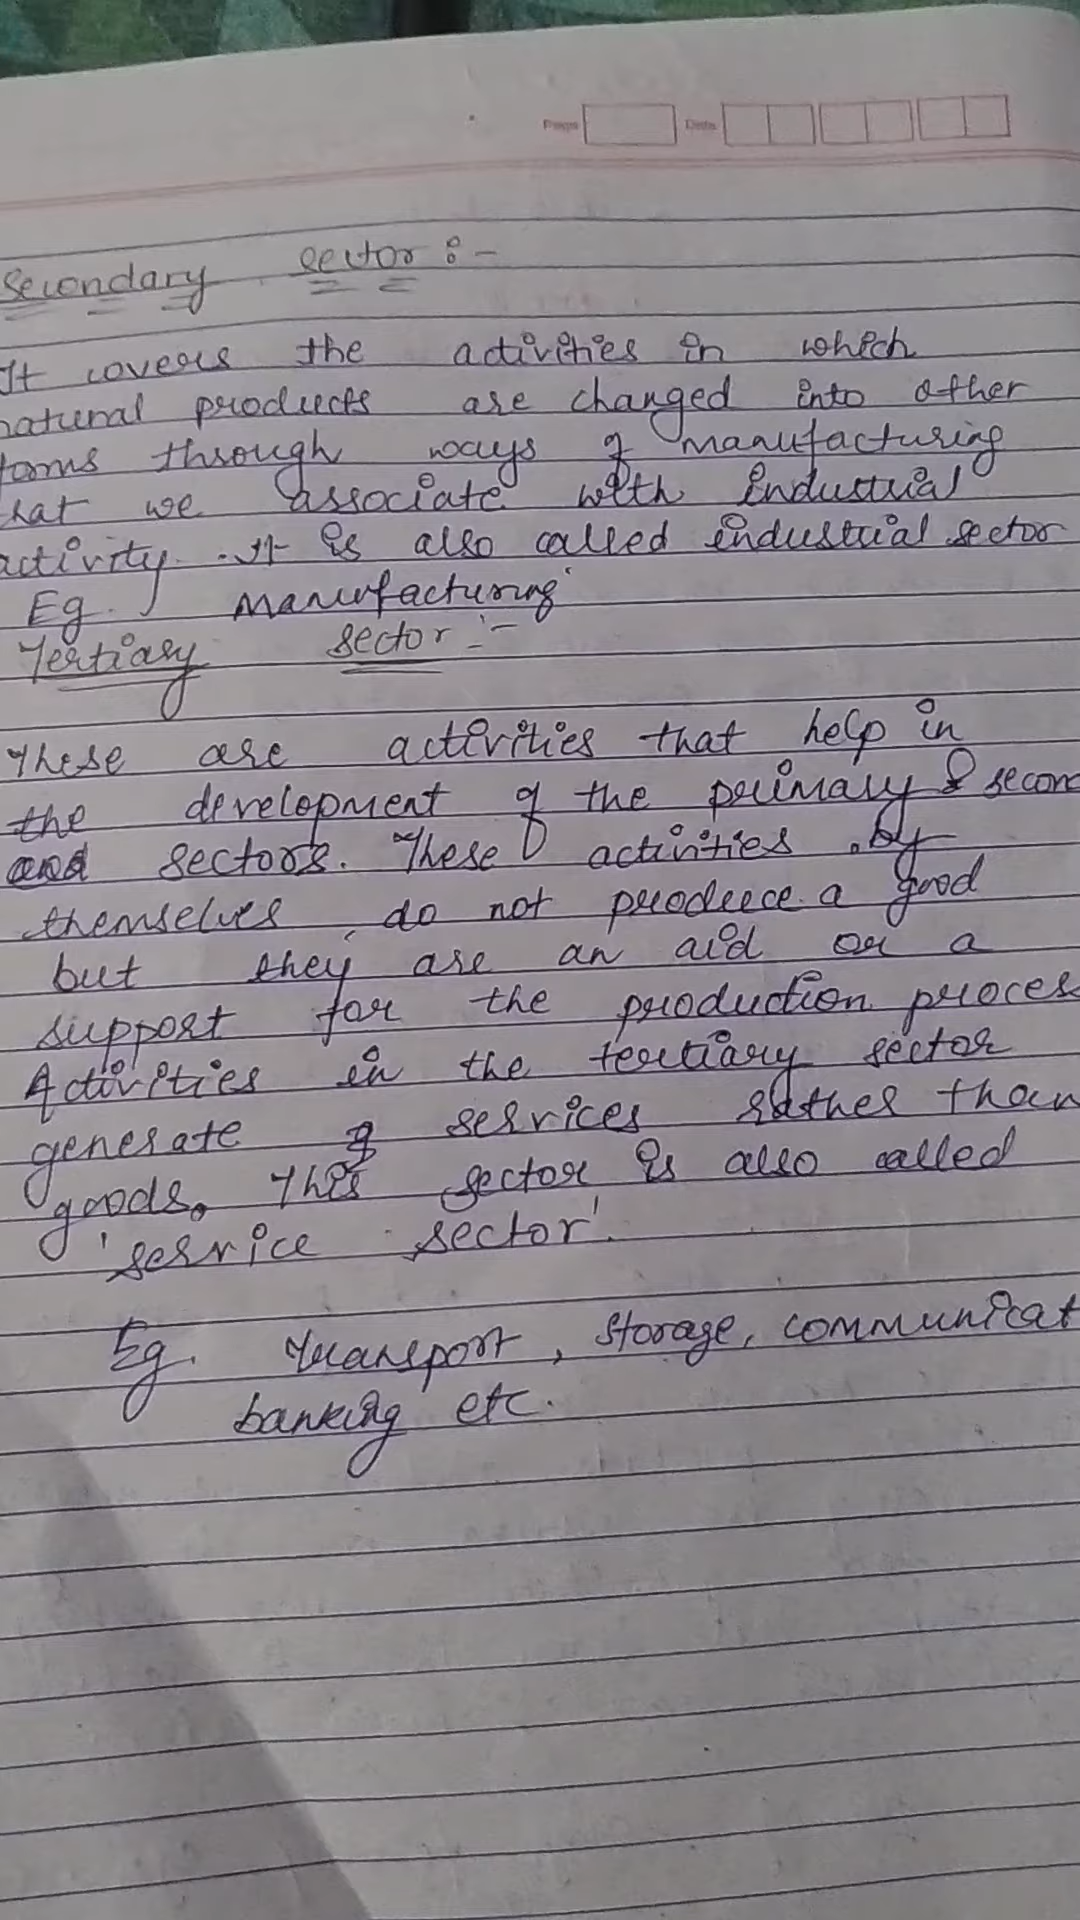 Page Date
Secondary sector :-
It covers the activities in which
natural products are changed into other
forms through ways of manufacturing
that we associate with industrial
activity. It is also called industrial sector
Eg. Manufacturing
Tertiary sector :-
These are activities that help in
the development of the primary & second
sectors. These activities by
themselves do not produce a good
but they are an aid or a
support for the production proces
Activities in the tertiary sector
generate services rather than
goods. This sector is also called
'service sector'.
Eg. Transport, storage, communicat
banking etc.